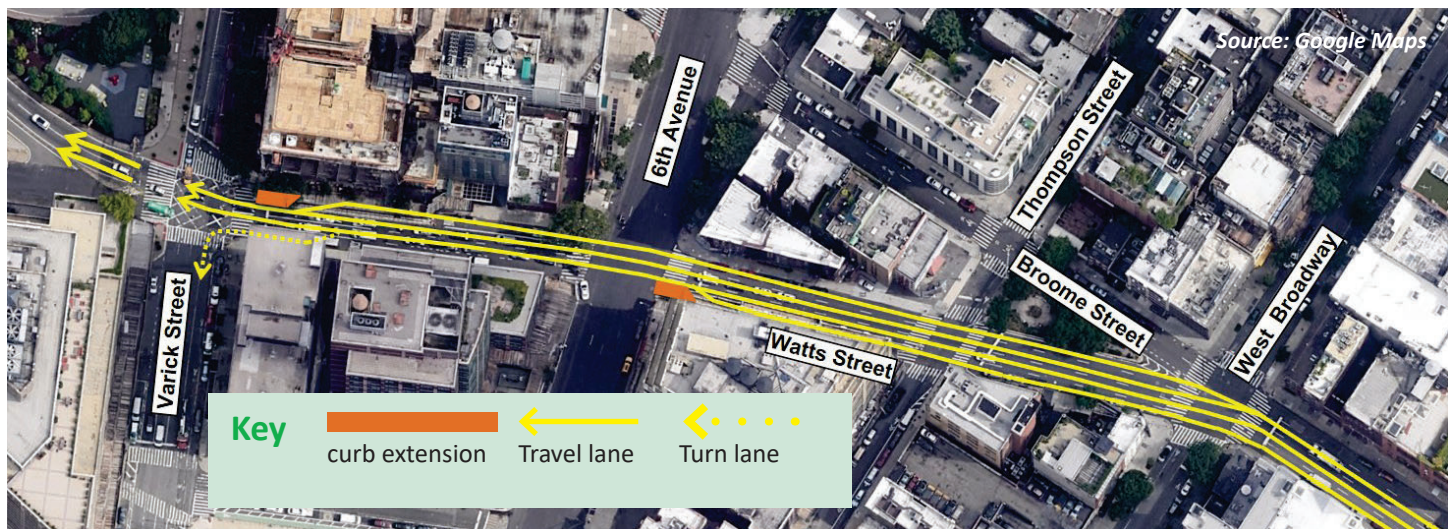 Source: Google Maps
6th Avenue
Thompson Street
Broome Street
West Broadway
Watts Street
Varick Street
Key
curb extension
Travel lane
Turn lane